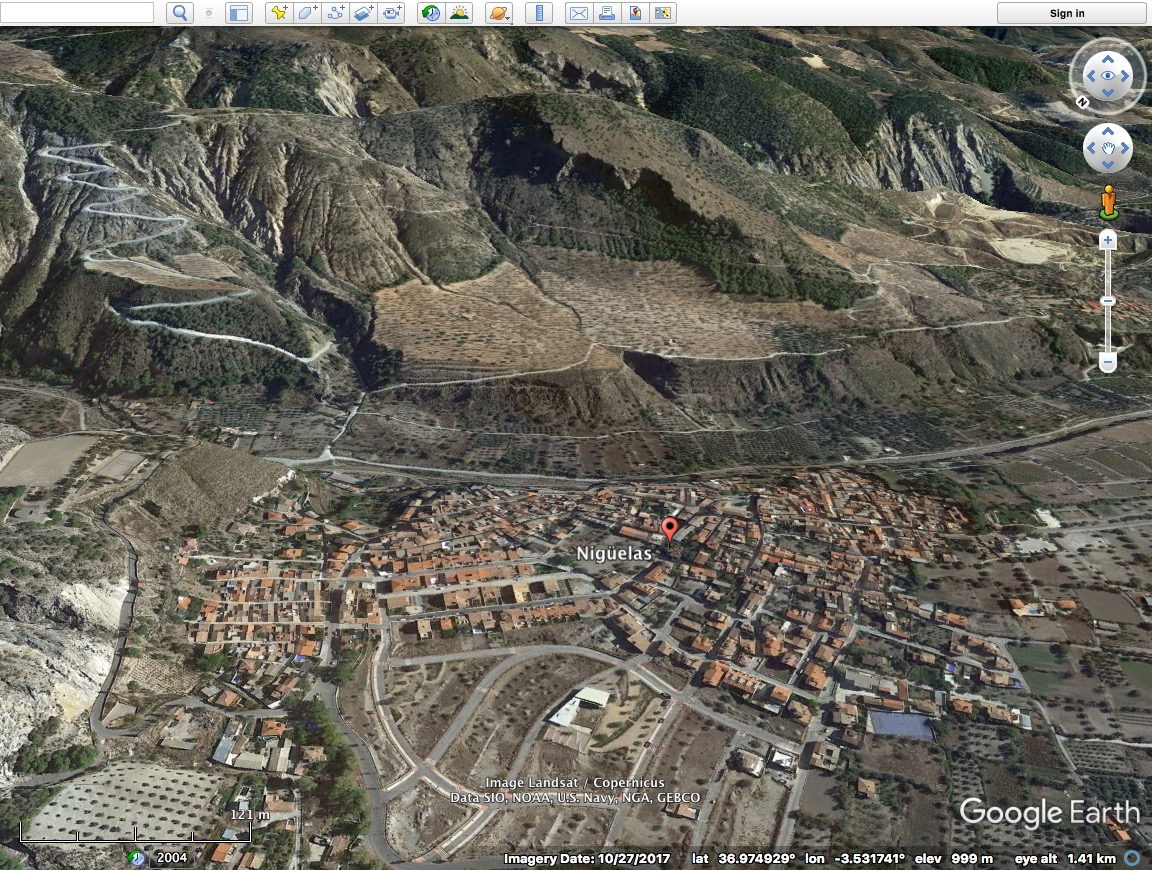 Sign in
N
Nigüelas
Image Landsat / Copernicus
Data SIO, NOAA, U.S. Navy, NGA, GEBCO
121 m
Google Earth
2004
Imagery Date: 10/27/2017 lat 36.974929° lon -3.531741° elev 999 m eye alt 1.41 km